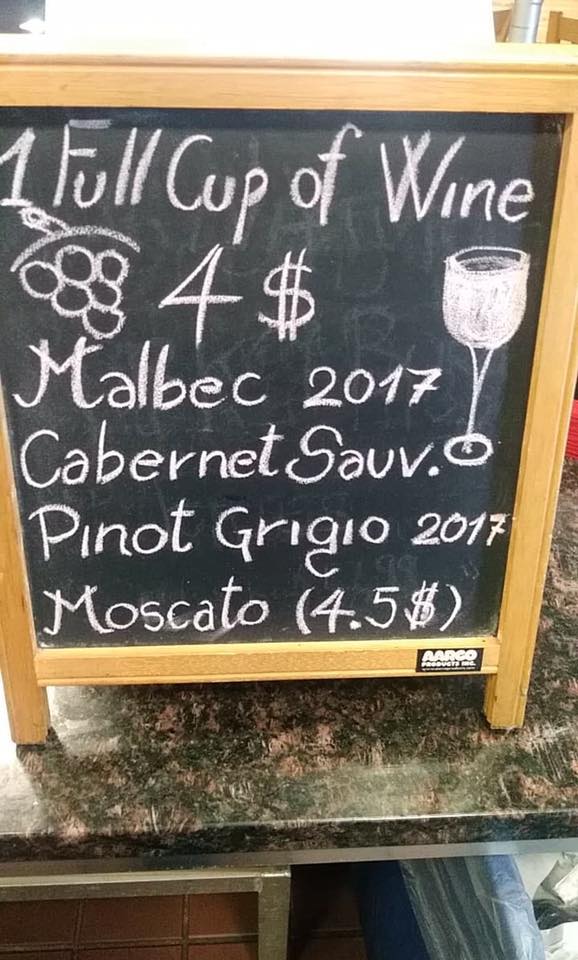 1 Full Cup of Wine
4 $
Malbec 2017
Cabernet Sauv.
Pinot Grigio 2017
Moscato (4.5$)
AARCO
PRODUCTS INC.